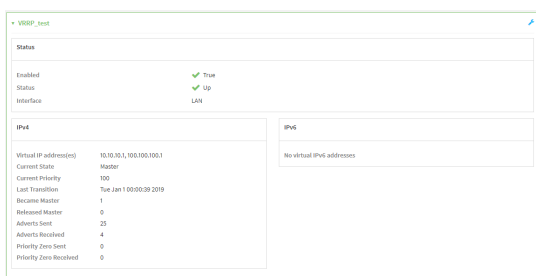 VRRP_test
Status
Enabled True
Status Up
Interface LAN
IPv4
Virtual IP address(es) 10.10.10.1, 100.100.100.1
Current State Master
Current Priority 100
Last Transition Tue Jan 1 00:00:39 2019
Became Master 1
Released Master 0
Adverts Sent 23
Adverts Received 4
Priority Zero Sent 0
Priority Zero Received 0
IPv6
No virtual IPv6 addresses